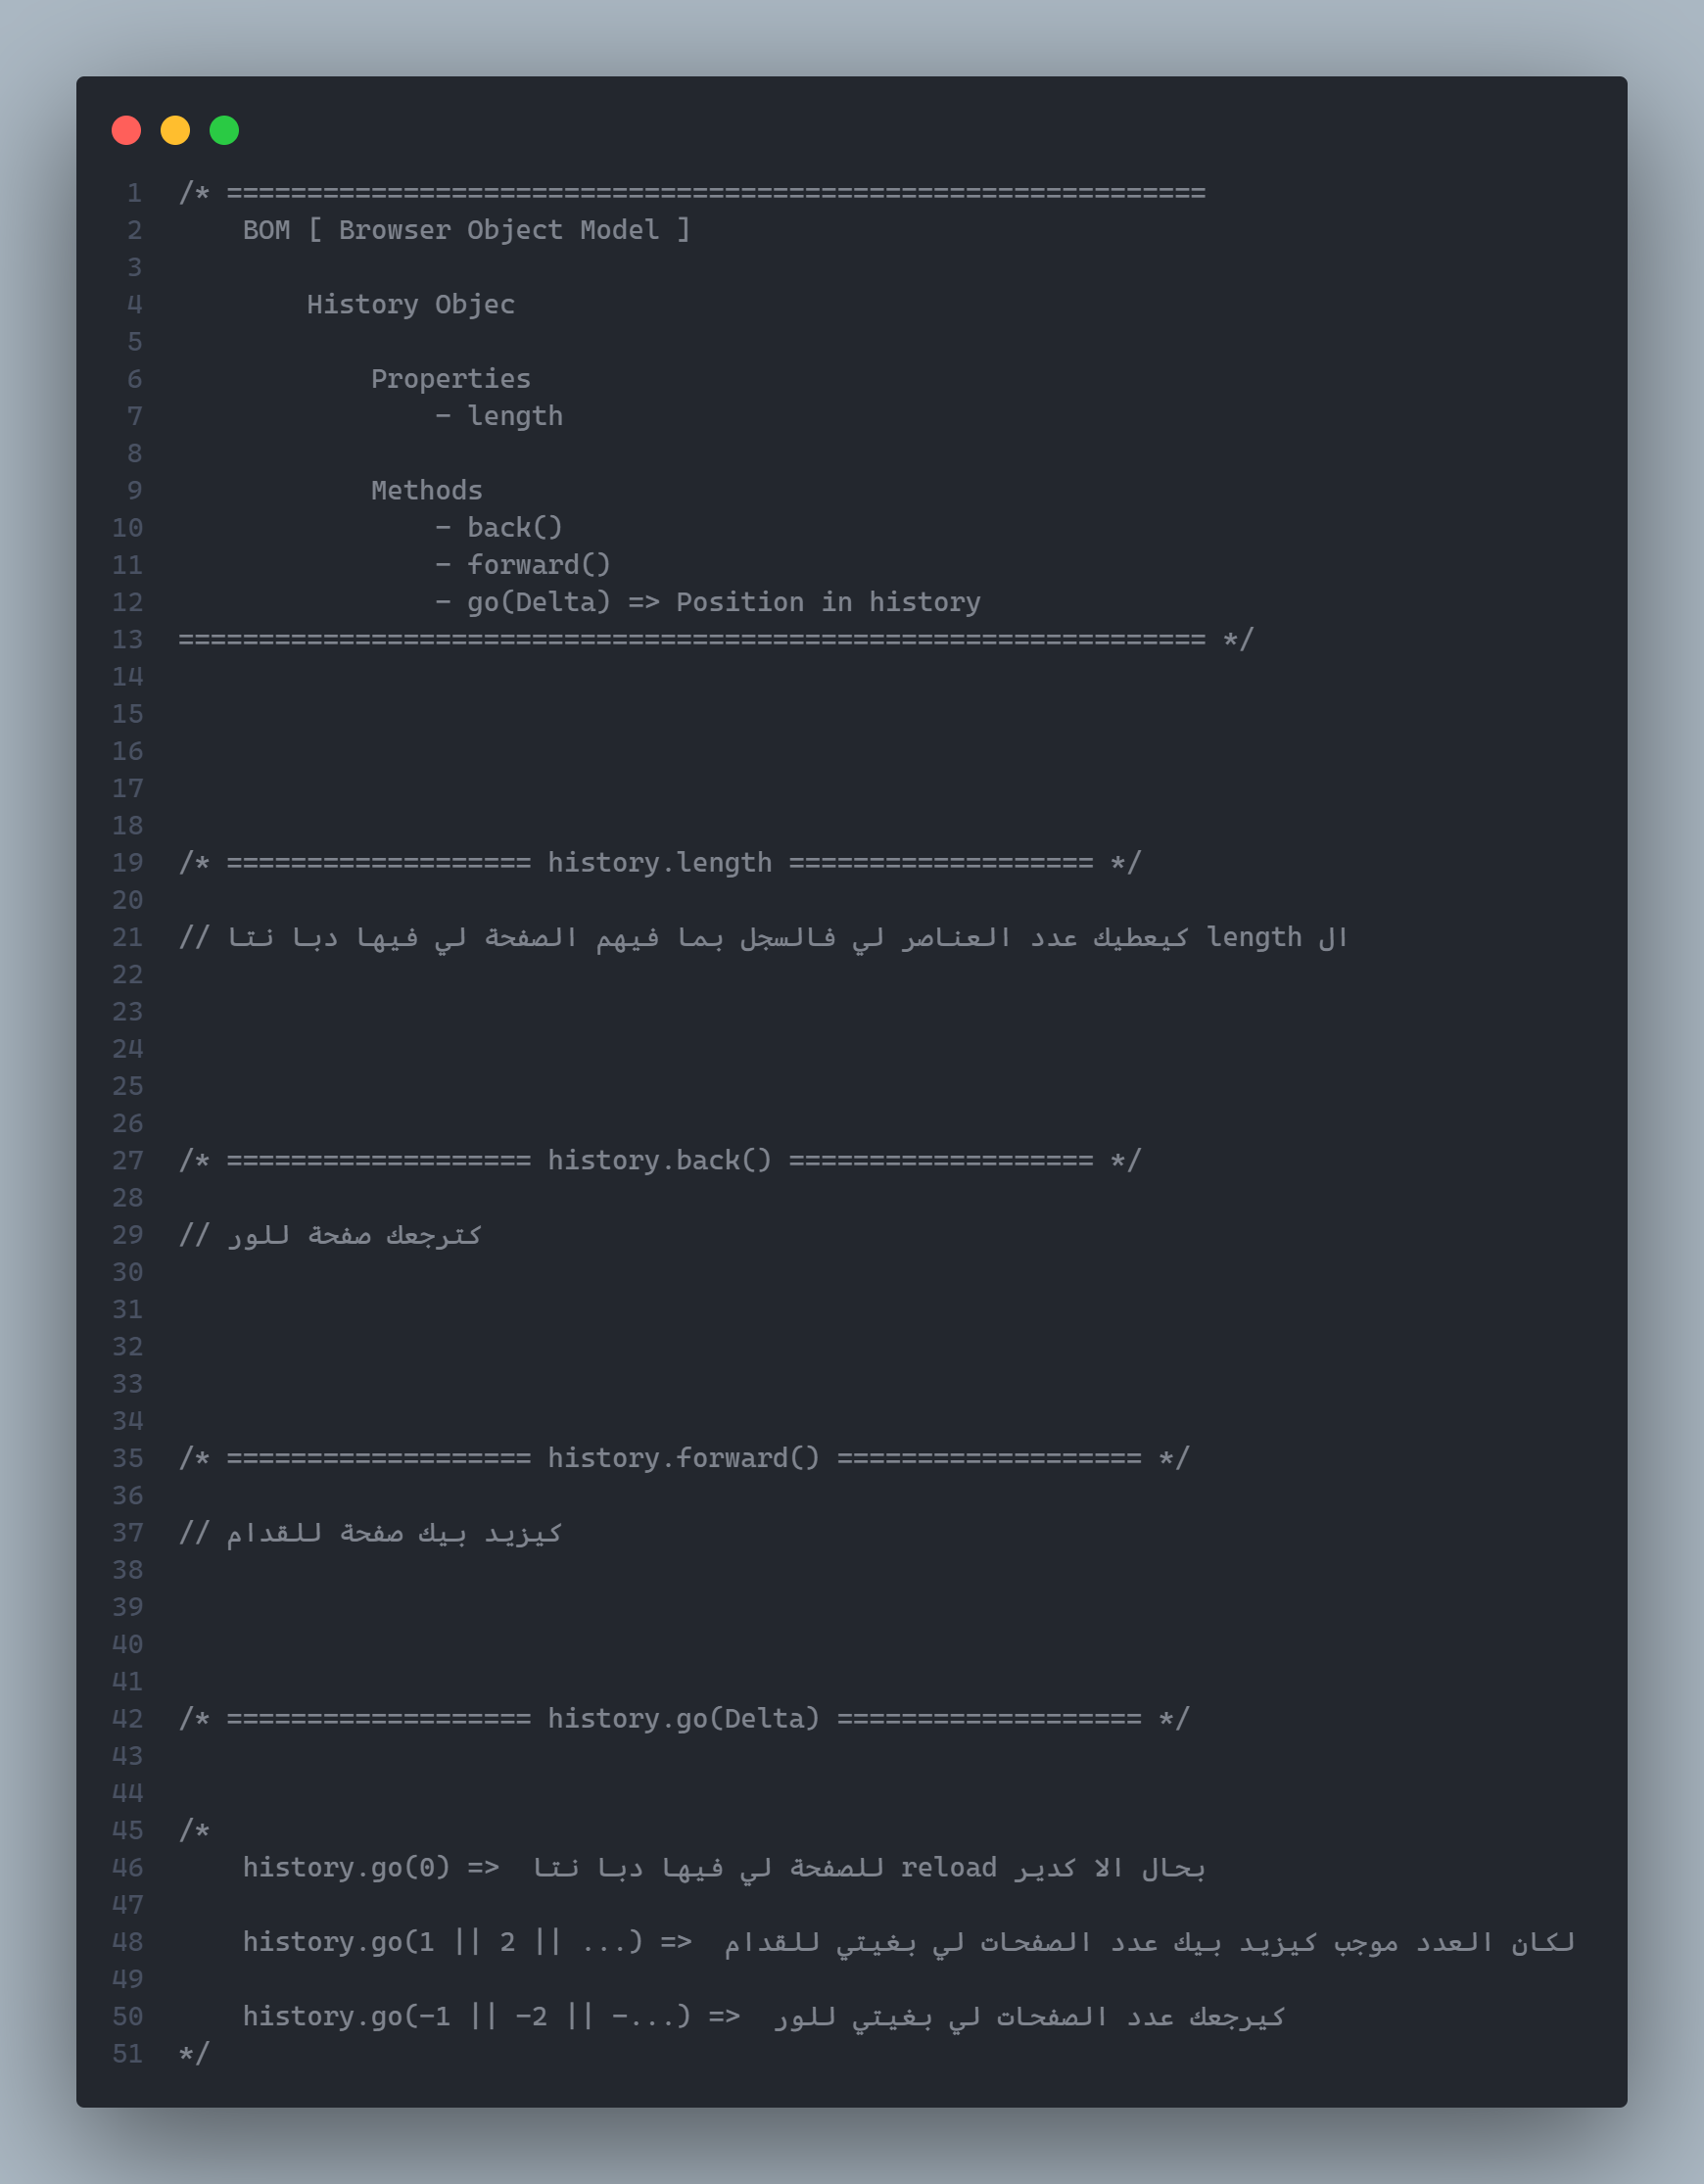 1 /* =============================================================
2     BOM [ Browser Object Model ]
3
4         History Objec
5
6             Properties
7                 - length
8
9             Methods
10                 - back()
11                 - forward()
12                 - go(Delta) => Position in history
13 ================================================================ */
14
15
16
17
18
19 /* =================== history.length =================== */
20
21 // ال length كيعطيك عدد العناصر لي فالسجل بما فيهم الصفحة لي فيها دبا نتا
22
23
24
25
26
27 /* =================== history.back() =================== */
28
29 // كترجعك صفحة للور
30
31
32
33
34
35 /* =================== history.forward() =================== */
36
37 // كيزيد بيك صفحة للقدام
38
39
40
41
42 /* =================== history.go(Delta) =================== */
43
44
45 /*
46     history.go(0) =>  بحال الا كدير reload للصفحة لي فيها دبا نتا
47
48     history.go(1 || 2 || ...) =>  لكان العدد موجب كيزيد بيك عدد الصفحات لي بغيتي للقدام
49
50     history.go(-1 || -2 || -...) =>  كيرجعك عدد الصفحات لي بغيتي للور
51 */